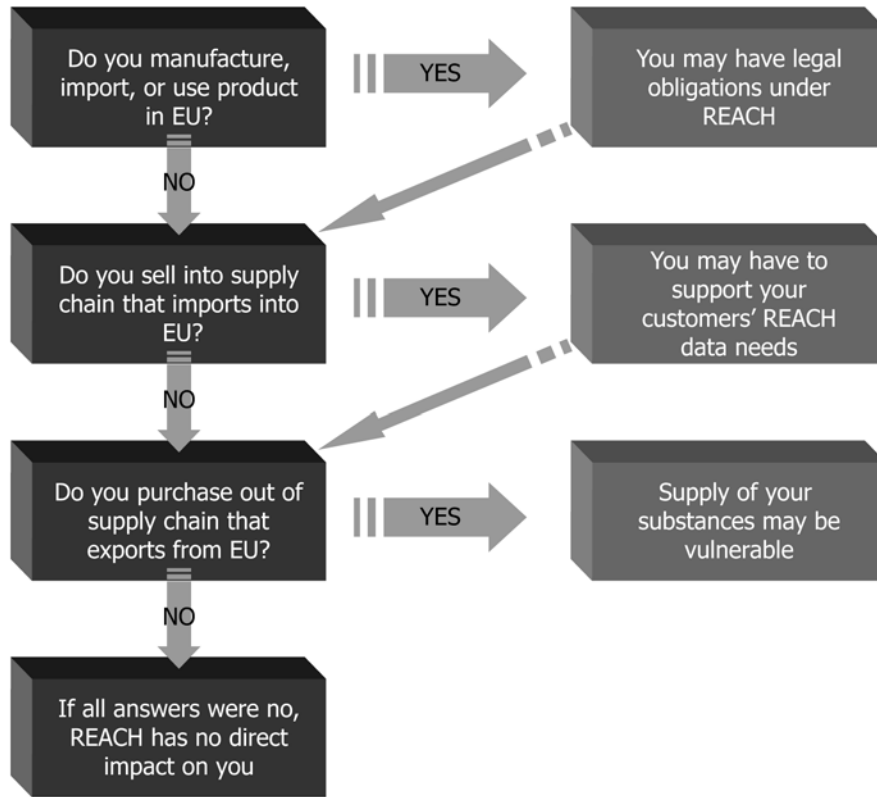 Do you manufacture,
import, or use product
in EU?
YES
You may have legal
obligations under
REACH
NO
Do you sell into supply
chain that imports into
EU?
YES
You may have to
support your
customers’ REACH
data needs
NO
Do you purchase out of
supply chain that
exports from EU?
YES
Supply of your
substances may be
vulnerable
NO
If all answers were no,
REACH has no direct
impact on you